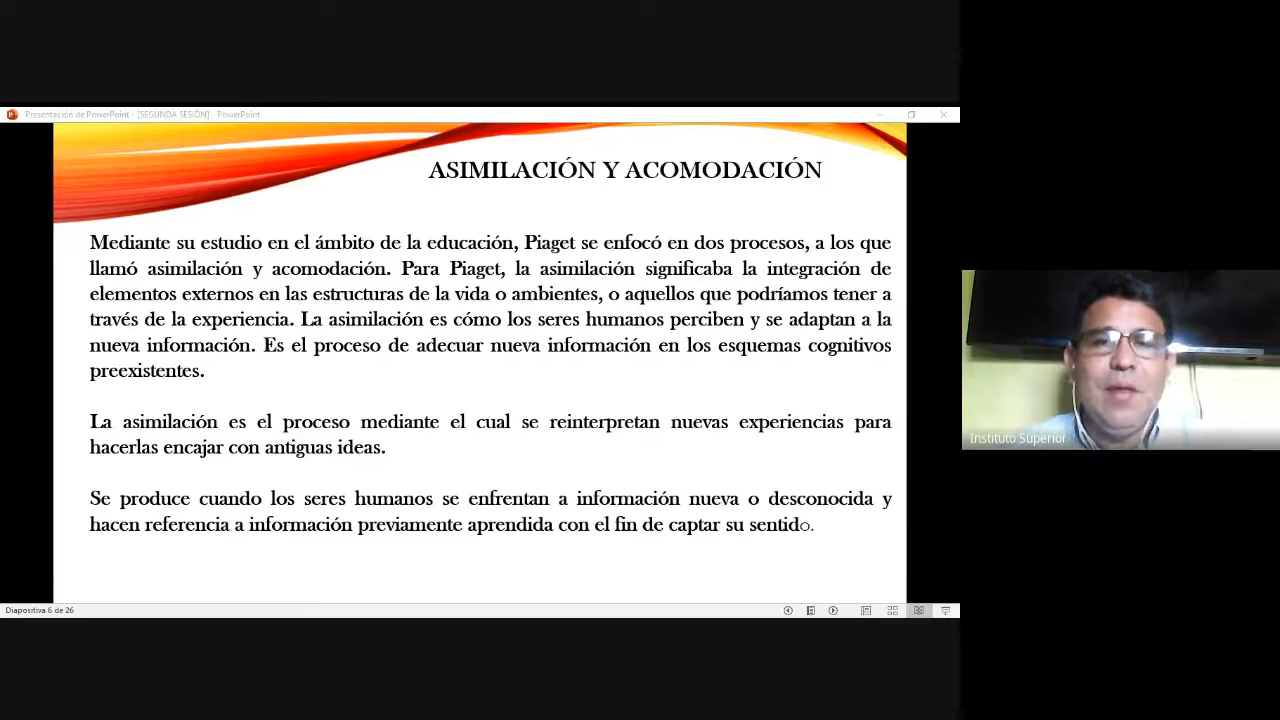 Presentación de PowerPoint - [SEGUNDA SESIÓN] - PowerPoint
ASIMILACIÓN Y ACOMODACIÓN
Mediante su estudio en el ámbito de la educación, Piaget se enfocó en dos procesos, a los que
llamó asimilación y acomodación. Para Piaget, la asimilación significaba la integración de
elementos externos en las estructuras de la vida o ambientes, o aquellos que podríamos tener a
través de la experiencia. La asimilación es cómo los seres humanos perciben y se adaptan a la
nueva información. Es el proceso de adecuar nueva información en los esquemas cognitivos
preexistentes.
La asimilación es el proceso mediante el cual se reinterpretan nuevas experiencias para
hacerlas encajar con antiguas ideas.
Se produce cuando los seres humanos se enfrentan a información nueva o desconocida y
hacen referencia a información previamente aprendida con el fin de captar su sentido.
Instituto Superior
Diapositiva 6 de 26